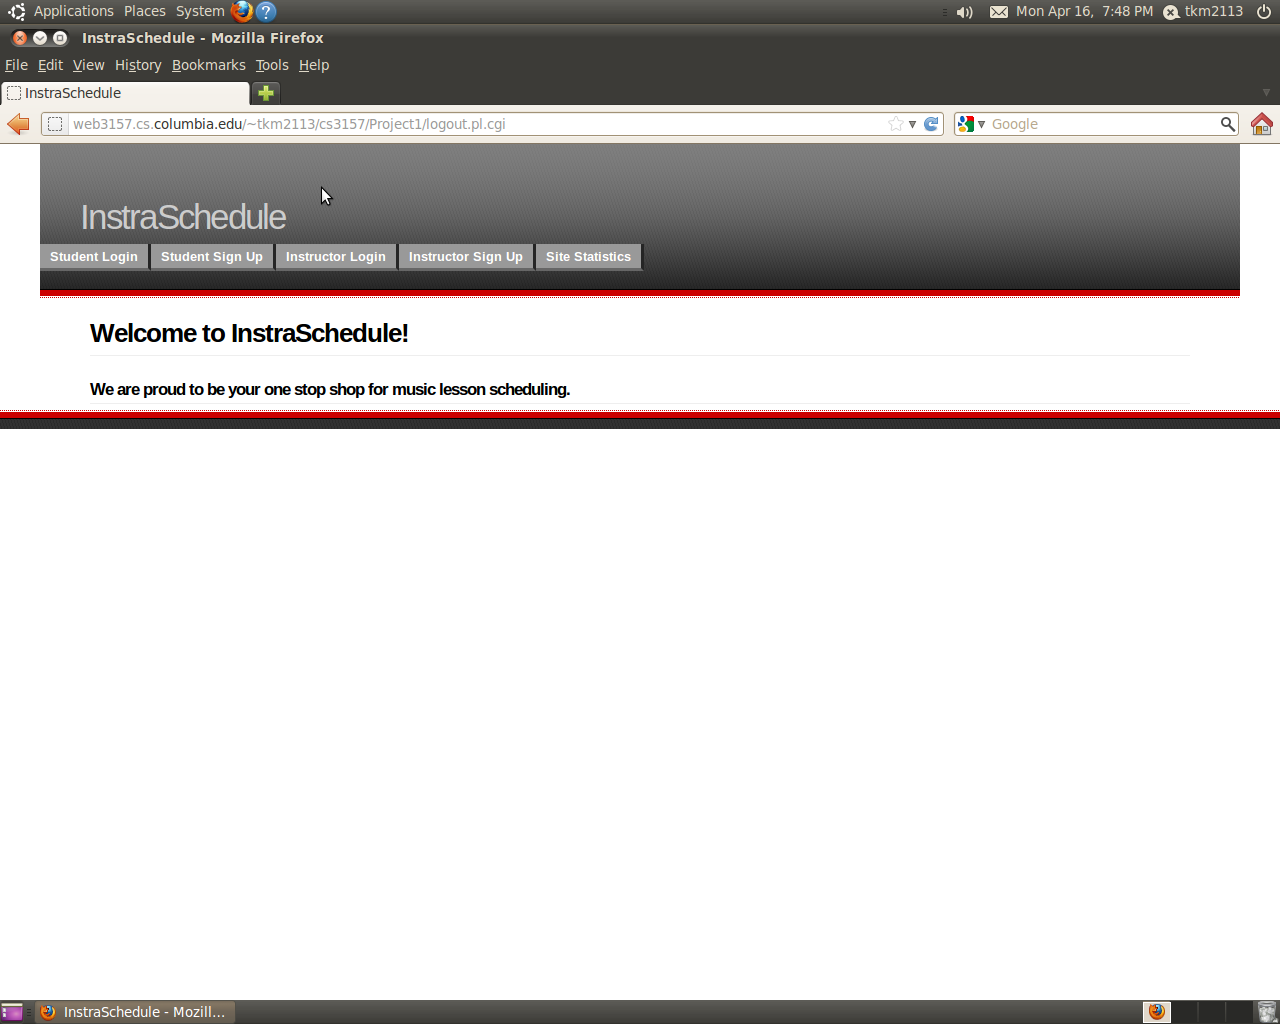 Applications Places System ? Mon Apr 16, 7:48 PM tkm2113
InstraSchedule - Mozilla Firefox
File Edit View History Bookmarks Tools Help
InstraSchedule
web3157.cs.columbia.edu/~tkm2113/cs3157/Project1/logout.pl.cgi Google
InstraSchedule
Student Login Student Sign Up Instructor Login Instructor Sign Up Site Statistics
Welcome to InstraSchedule!
We are proud to be your one stop shop for music lesson scheduling.
InstraSchedule - Mozill...